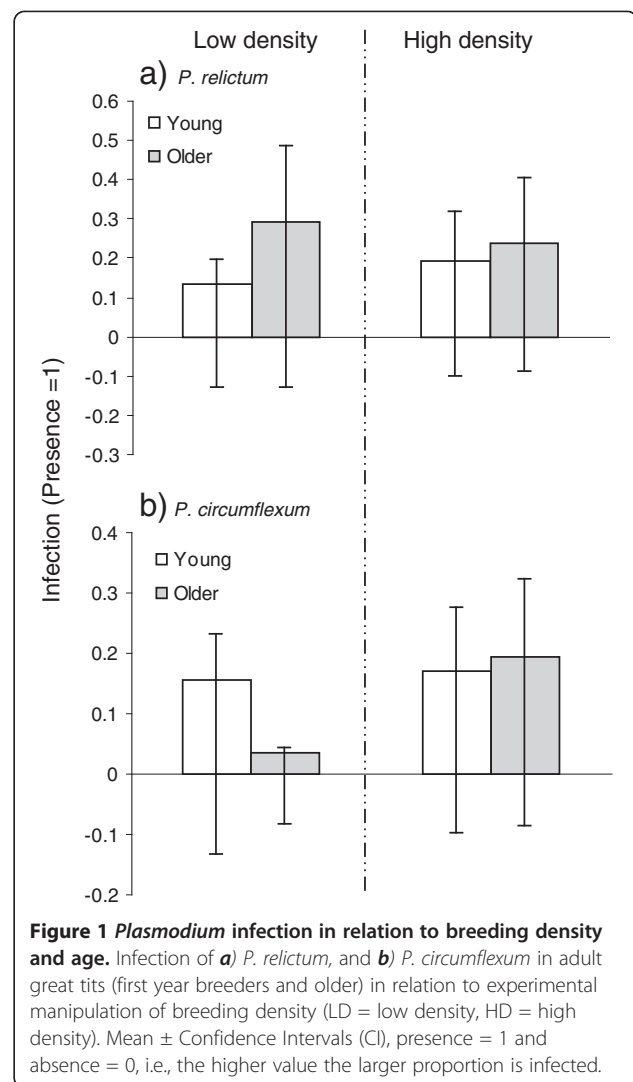 Low density
High density
a) P. relictum
0.6
Young
0.5
Older
0.4
0.3
0.2
0.1
0
-0.1
-0.2
-0.3
Infection (Presence =1)
b) P. circumflexum
0.4
Young
0.3
Older
0.2
0.1
0
-0.1
-0.2
Figure 1 Plasmodium infection in relation to breeding density
and age. Infection of a) P. relictum, and b) P. circumflexum in adult
great tits (first year breeders and older) in relation to experimental
manipulation of breeding density (LD = low density, HD = high
density). Mean ± Confidence Intervals (CI), presence = 1 and
absence = 0, i.e., the higher value the larger proportion is infected.